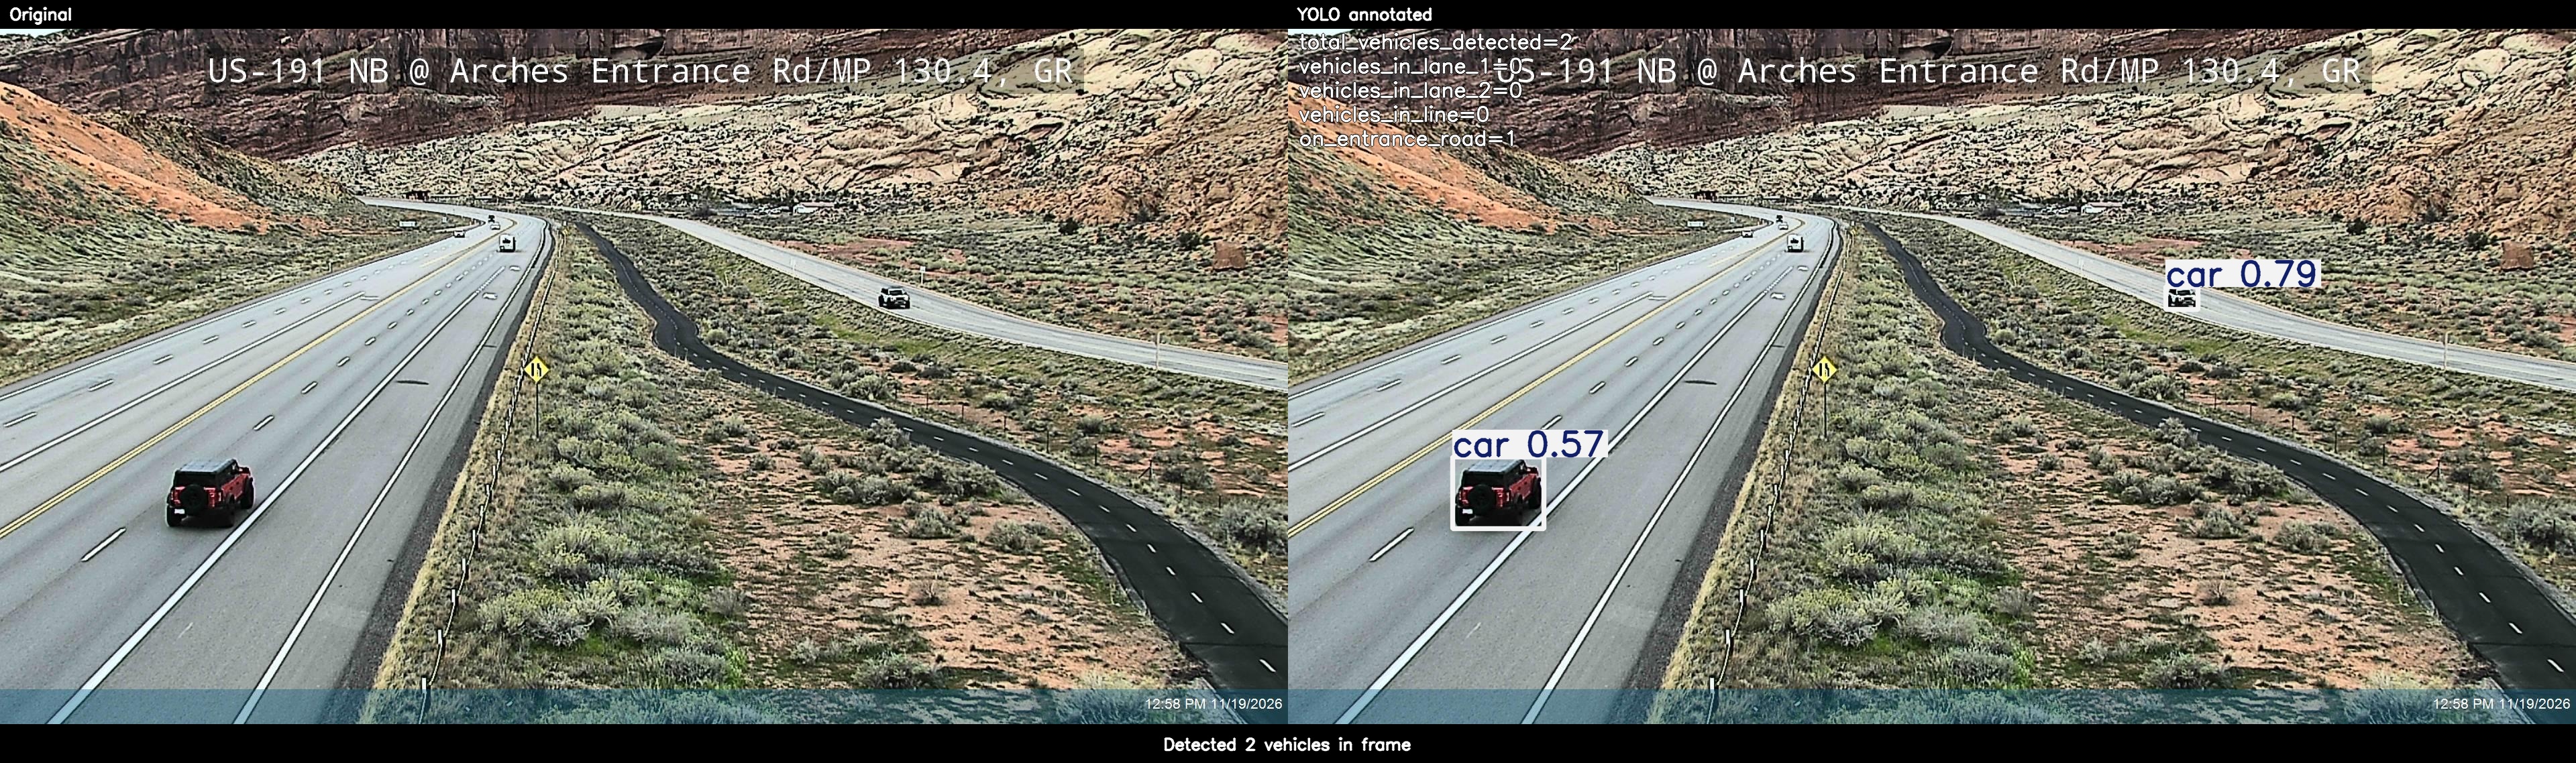 Original
US-191 NB @ Arches Entrance Rd/MP 130.4, GR
12:58 PM 11/19/2026
YOLO annotated
total_vehicles_detected=2
vehicles_in_lane_1=0
US-191 NB @ Arches Entrance Rd/MP 130.4, GR
vehicles_in_lane_2=0
vehicles_in_line=0
on_entrance_road=1
car 0.79
car 0.57
12:58 PM 11/19/2026
Detected 2 vehicles in frame